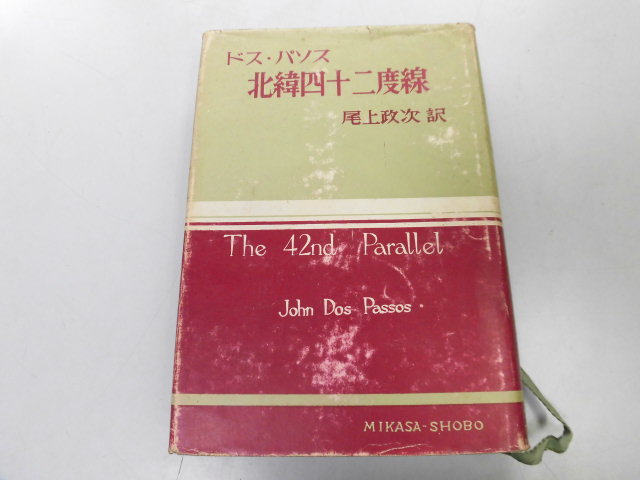 ドス・パソス
北緯四十二度線
尾上政次 訳
The 42nd Parallel
John Dos Passos
MIKASA-SHOBO